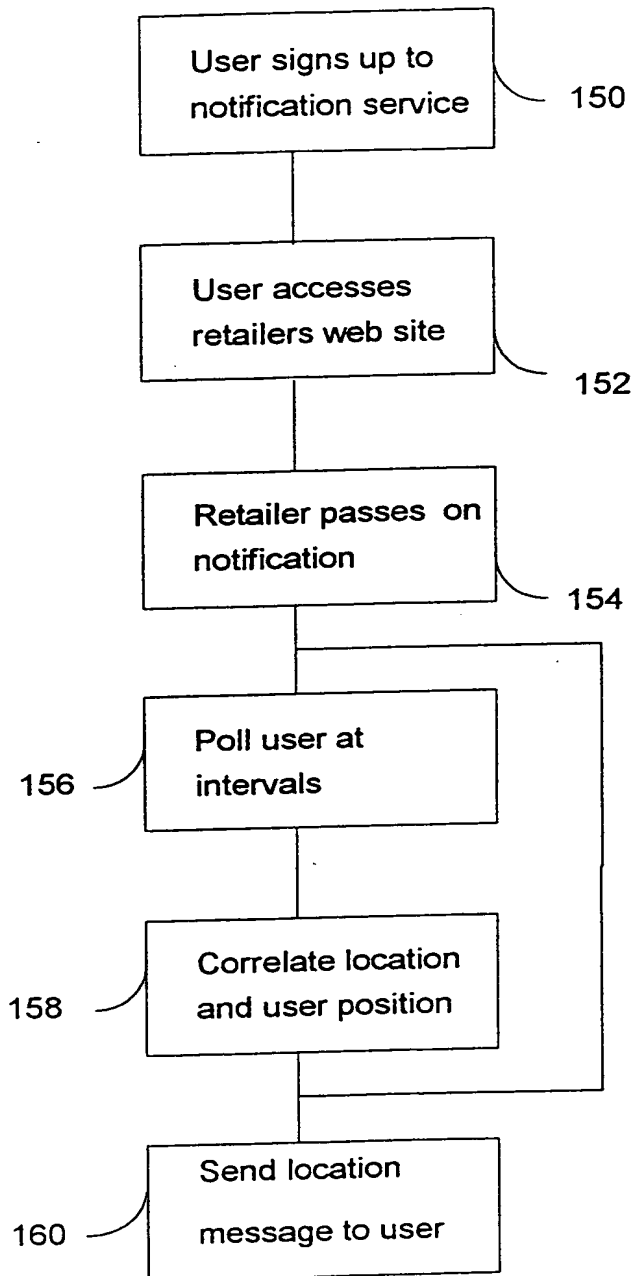 User signs up to
notification service
150
User accesses
retailers web site
152
Retailer passes on
notification
154
Poll user at
intervals
156
Correlate location
and user position
158
Send location
message to user
160